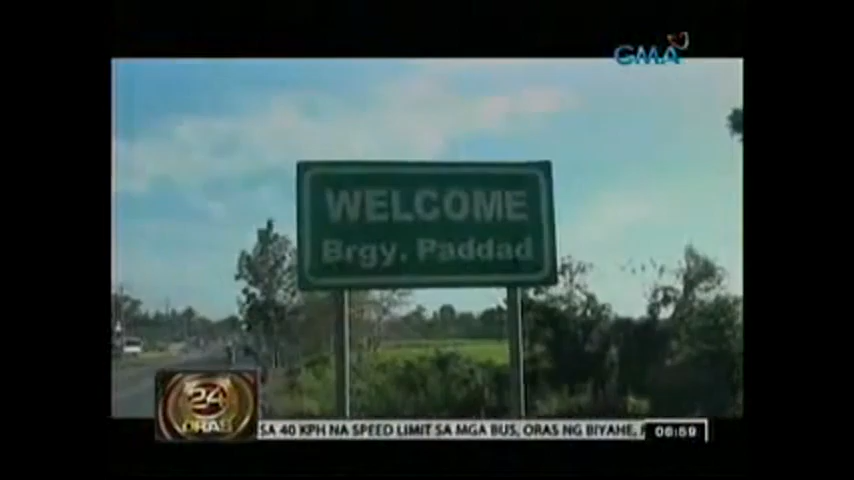 GMA
WELCOME
Brgy. Paddad
24
ORAS
SA 40 KPH NA SPEED LIMIT SA MGA BUS, ORAS NG BIYAHE,
06:59